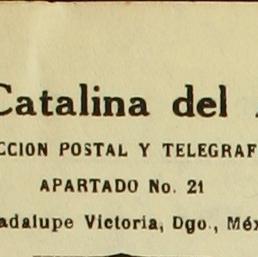 Catalina del
CCION POSTAL Y TELEGRAF
APARTADO No. 21
adalupe Victoria, Dgo., Méx